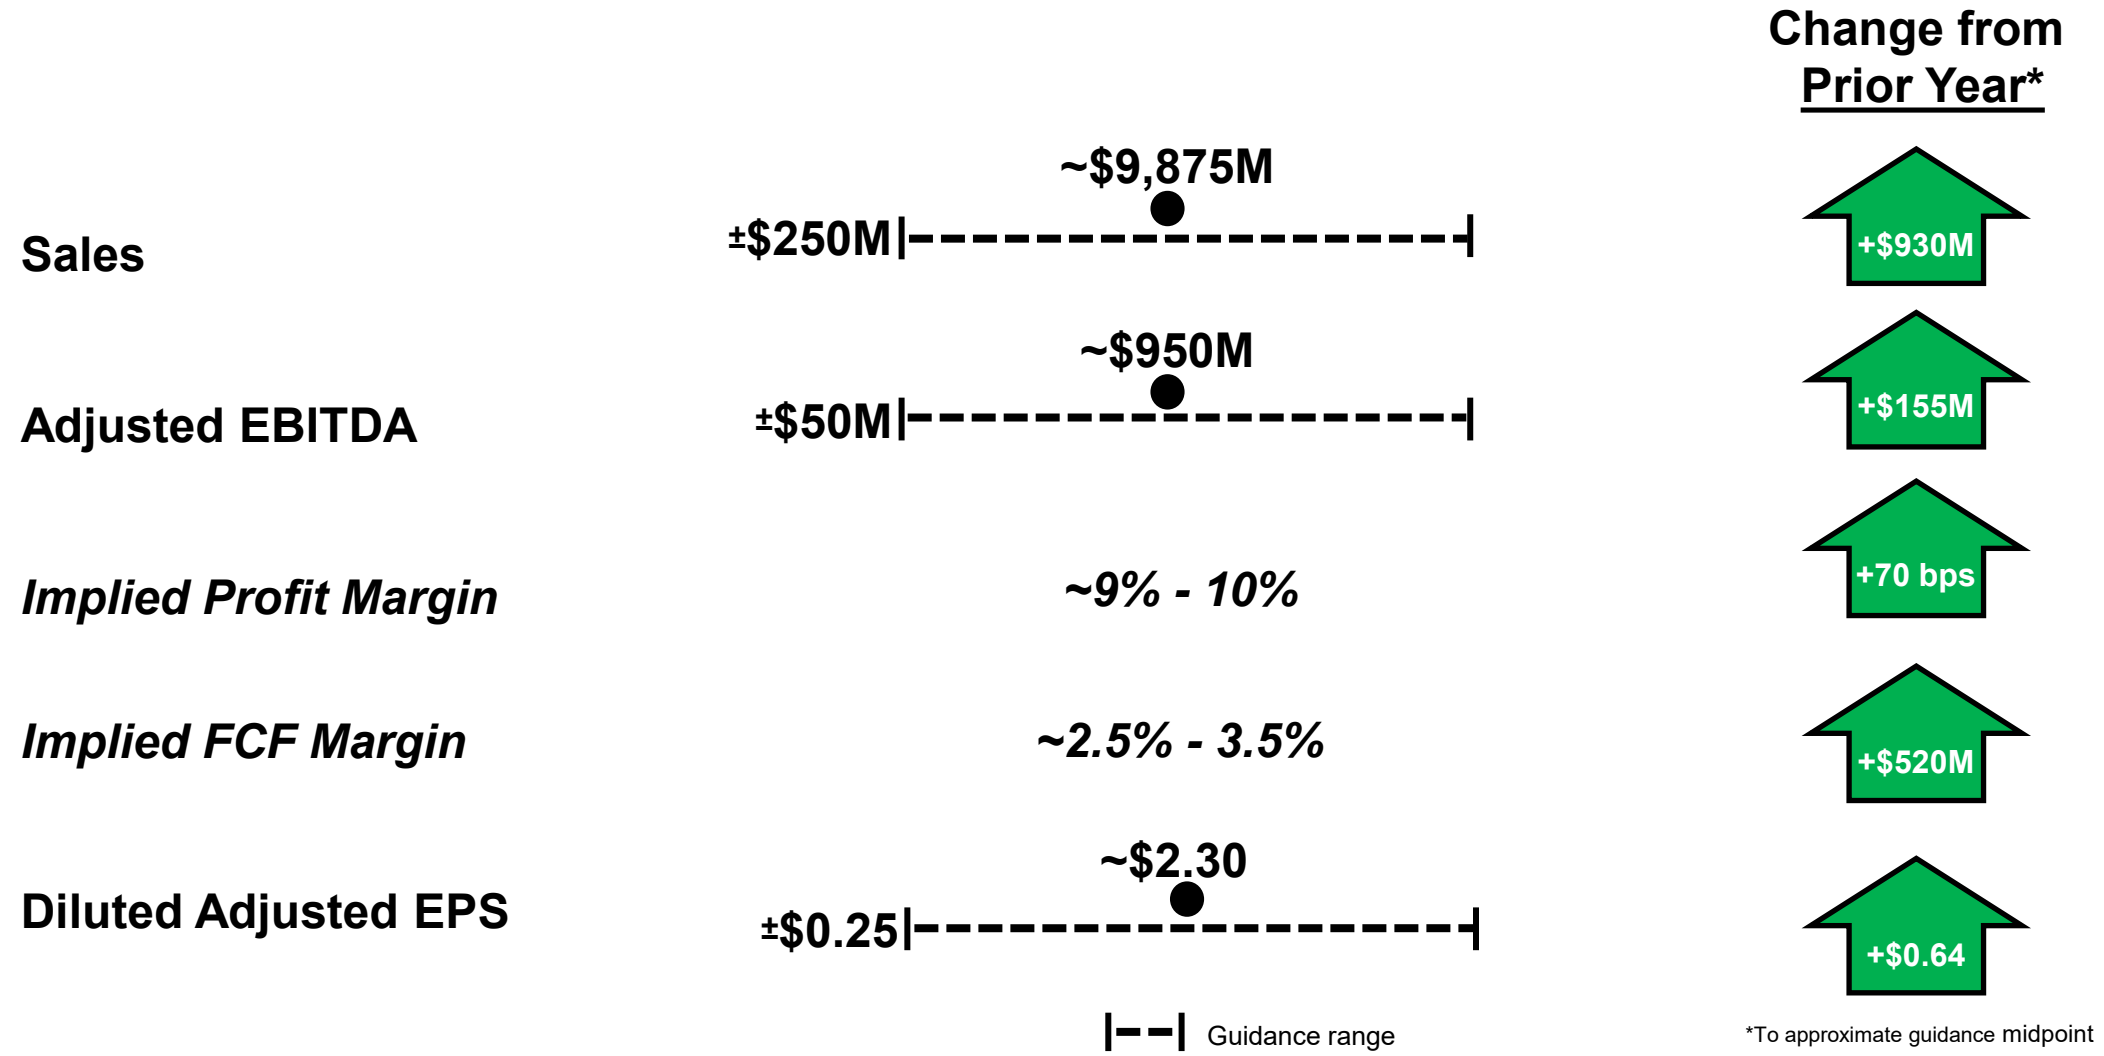 Change from
Prior Year*
~$9,875M
±$250M
Sales
+$930M
~$950M
±$50M
Adjusted EBITDA
+$155M
Implied Profit Margin
~9% - 10%
+70 bps
Implied FCF Margin
~2.5% - 3.5%
+$520M
~$2.30
±$0.25
Diluted Adjusted EPS
+$0.64
Guidance range
*To approximate guidance midpoint